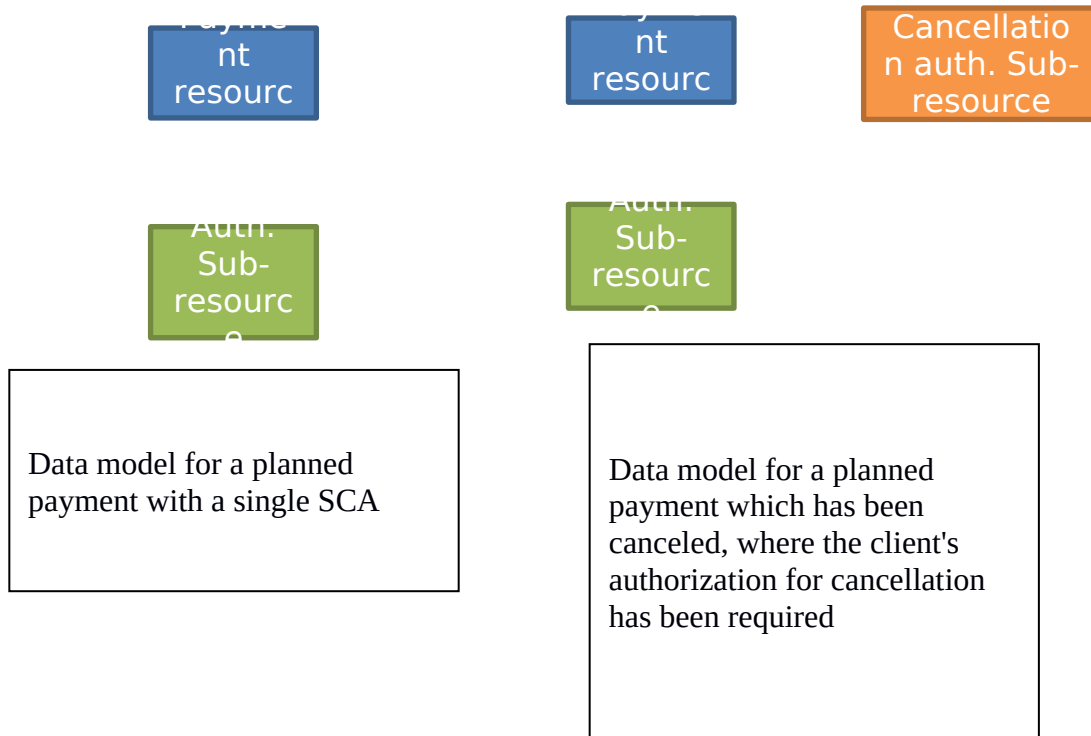 Payme
nt
resourc
nt
resourc
Cancellatio
n auth. Sub-
resource
Auth.
Sub-
resourc
e
Auth.
Sub-
resourc
e
Data model for a planned
payment with a single SCA
Data model for a planned
payment which has been
canceled, where the client's
authorization for cancellation
has been required